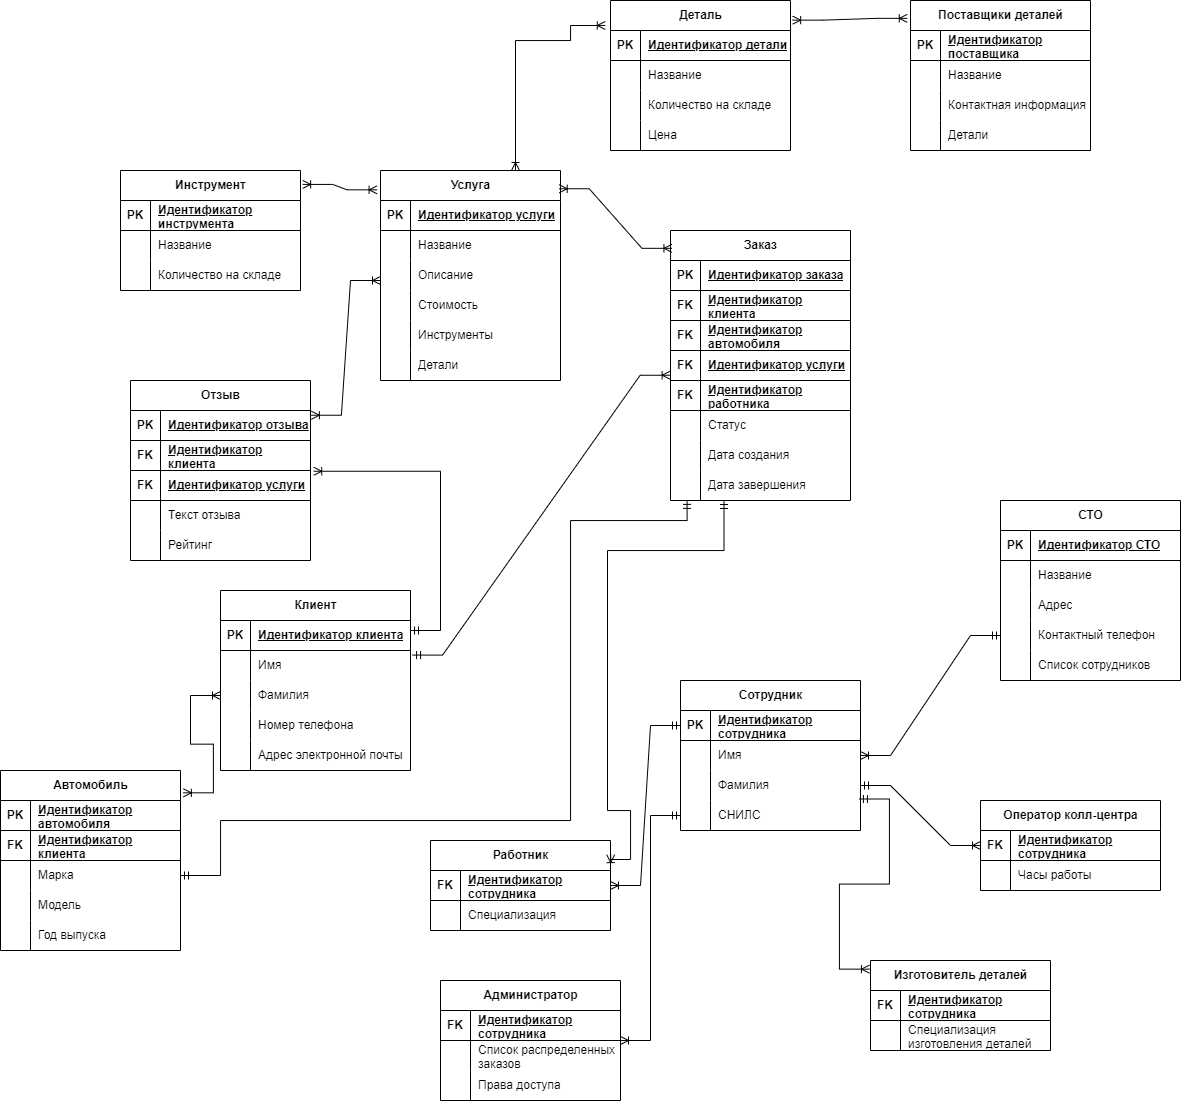 Деталь
PK
Идентификатор детали
Название
Количество на складе
Цена
Поставщики деталей
PK
Идентификатор
поставщика
Название
Контактная информация
Детали
Инструмент
PK
Идентификатор
инструмента
Название
Количество на складе
Услуга
PK
Идентификатор услуги
Название
Описание
Стоимость
Инструменты
Детали
Заказ
PK
Идентификатор заказа
FK
Идентификатор
клиента
FK
Идентификатор
автомобиля
FK
Идентификатор услуги
FK
Идентификатор
работника
Статус
Дата создания
Дата завершения
Отзыв
PK
Идентификатор отзыва
FK
Идентификатор
клиента
FK
Идентификатор услуги
Текст отзыва
Рейтинг
СТО
PK
Идентификатор СТО
Название
Адрес
Контактный телефон
Список сотрудников
Клиент
PK
Идентификатор клиента
Имя
Фамилия
Номер телефона
Адрес электронной почты
Сотрудник
PK
Идентификатор
сотрудника
Имя
Фамилия
СНИЛС
Автомобиль
PK
Идентификатор
автомобиля
FK
Идентификатор
клиента
Марка
Модель
Год выпуска
Оператор колл-центра
FK
Идентификатор
сотрудника
Часы работы
Работник
FK
Идентификатор
сотрудника
Специализация
Изготовитель деталей
FK
Идентификатор
сотрудника
Специализация
изготовления деталей
Администратор
FK
Идентификатор
сотрудника
Список распределенных
заказов
Права доступа